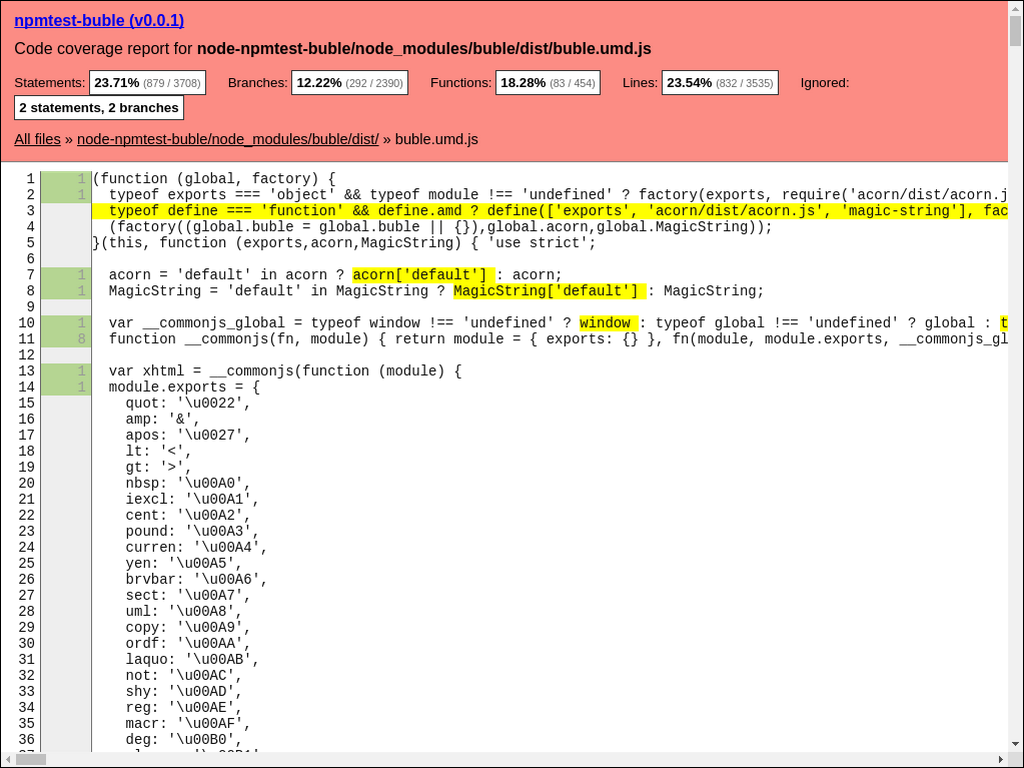 npmtest-buble (v0.0.1)
Code coverage report for node-npmtest-buble/node_modules/buble/dist/buble.umd.js
Statements: 23.71% (879 / 3708) Branches: 12.22% (292 / 2390) Functions: 18.28% (83 / 454) Lines: 23.54% (832 / 3535) Ignored:
2 statements, 2 branches
All files » node-npmtest-buble/node_modules/buble/dist/ » buble.umd.js
1 1 (function (global, factory) {
2 1 typeof exports === 'object' && typeof module !== 'undefined' ? factory(exports, require('acorn/dist/acorn.j
3 typeof define === 'function' && define.amd ? define(['exports', 'acorn/dist/acorn.js', 'magic-string'], fac
4 (factory((global.buble = global.buble || {}),global.acorn,global.MagicString));
5 }(this, function (exports,acorn,MagicString) { 'use strict';
6
7 1 acorn = 'default' in acorn ? acorn['default'] : acorn;
8 1 MagicString = 'default' in MagicString ? MagicString['default'] : MagicString;
9
10 1 var __commonjs_global = typeof window !== 'undefined' ? window : typeof global !== 'undefined' ? global : t
11 8 function __commonjs(fn, module) { return module = { exports: {} }, fn(module, module.exports, __commonjs_gl
12
13 1 var xhtml = __commonjs(function (module) {
14 1 module.exports = {
15 quot: '\u0022',
16 amp: '&',
17 apos: '\u0027',
18 lt: '<',
19 gt: '>',
20 nbsp: '\u00A0',
21 iexcl: '\u00A1',
22 cent: '\u00A2',
23 pound: '\u00A3',
24 curren: '\u00A4',
25 yen: '\u00A5',
26 brvbar: '\u00A6',
27 sect: '\u00A7',
28 uml: '\u00A8',
29 copy: '\u00A9',
30 ordf: '\u00AA',
31 laquo: '\u00AB',
32 not: '\u00AC',
33 shy: '\u00AD',
34 reg: '\u00AE',
35 macr: '\u00AF',
36 deg: '\u00B0',